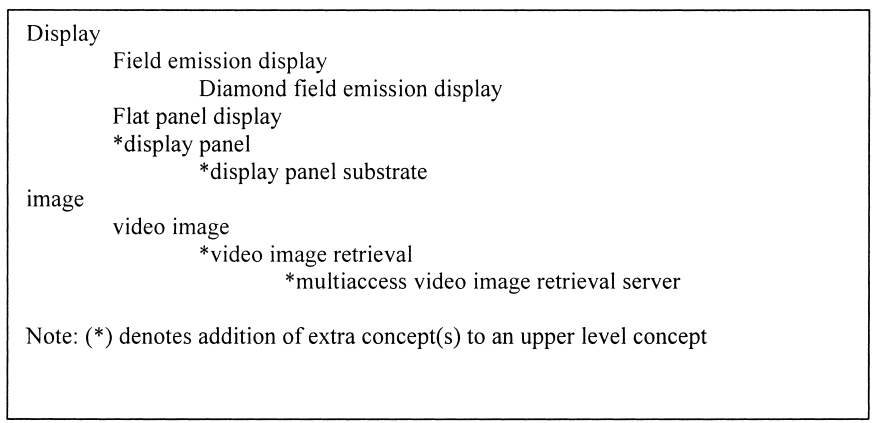 Display
Field emission display
Diamond field emission display
Flat panel display
*display panel
*display panel substrate
image
video image
*video image retrieval
*multiaccess video image retrieval server
Note: (*) denotes addition of extra concept(s) to an upper level concept